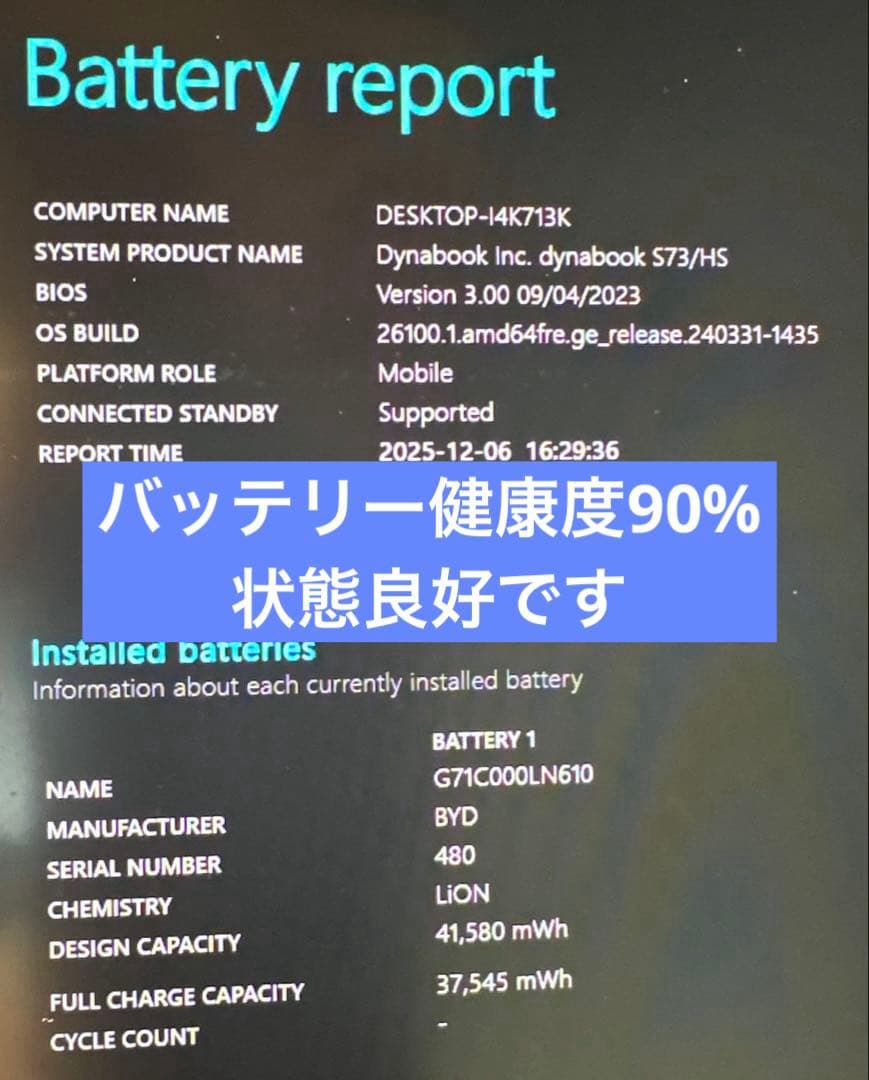 Battery report
COMPUTER NAME DESKTOP-I4K713K
SYSTEM PRODUCT NAME Dynabook Inc. dynabook S73/HS
BIOS Version 3.00 09/04/2023
OS BUILD 26100.1.amd64fre.ge_release.240331-1435
PLATFORM ROLE Mobile
CONNECTED STANDBY Supported
REPORT TIME 2025-12-06 16:29:36
バッテリー健康度90%
状態良好です
Installed batteries
Information about each currently installed battery
BATTERY 1
NAME G71C000LN610
MANUFACTURER BYD
SERIAL NUMBER 480
CHEMISTRY LiON
DESIGN CAPACITY 41,580 mWh
FULL CHARGE CAPACITY 37,545 mWh
CYCLE COUNT -